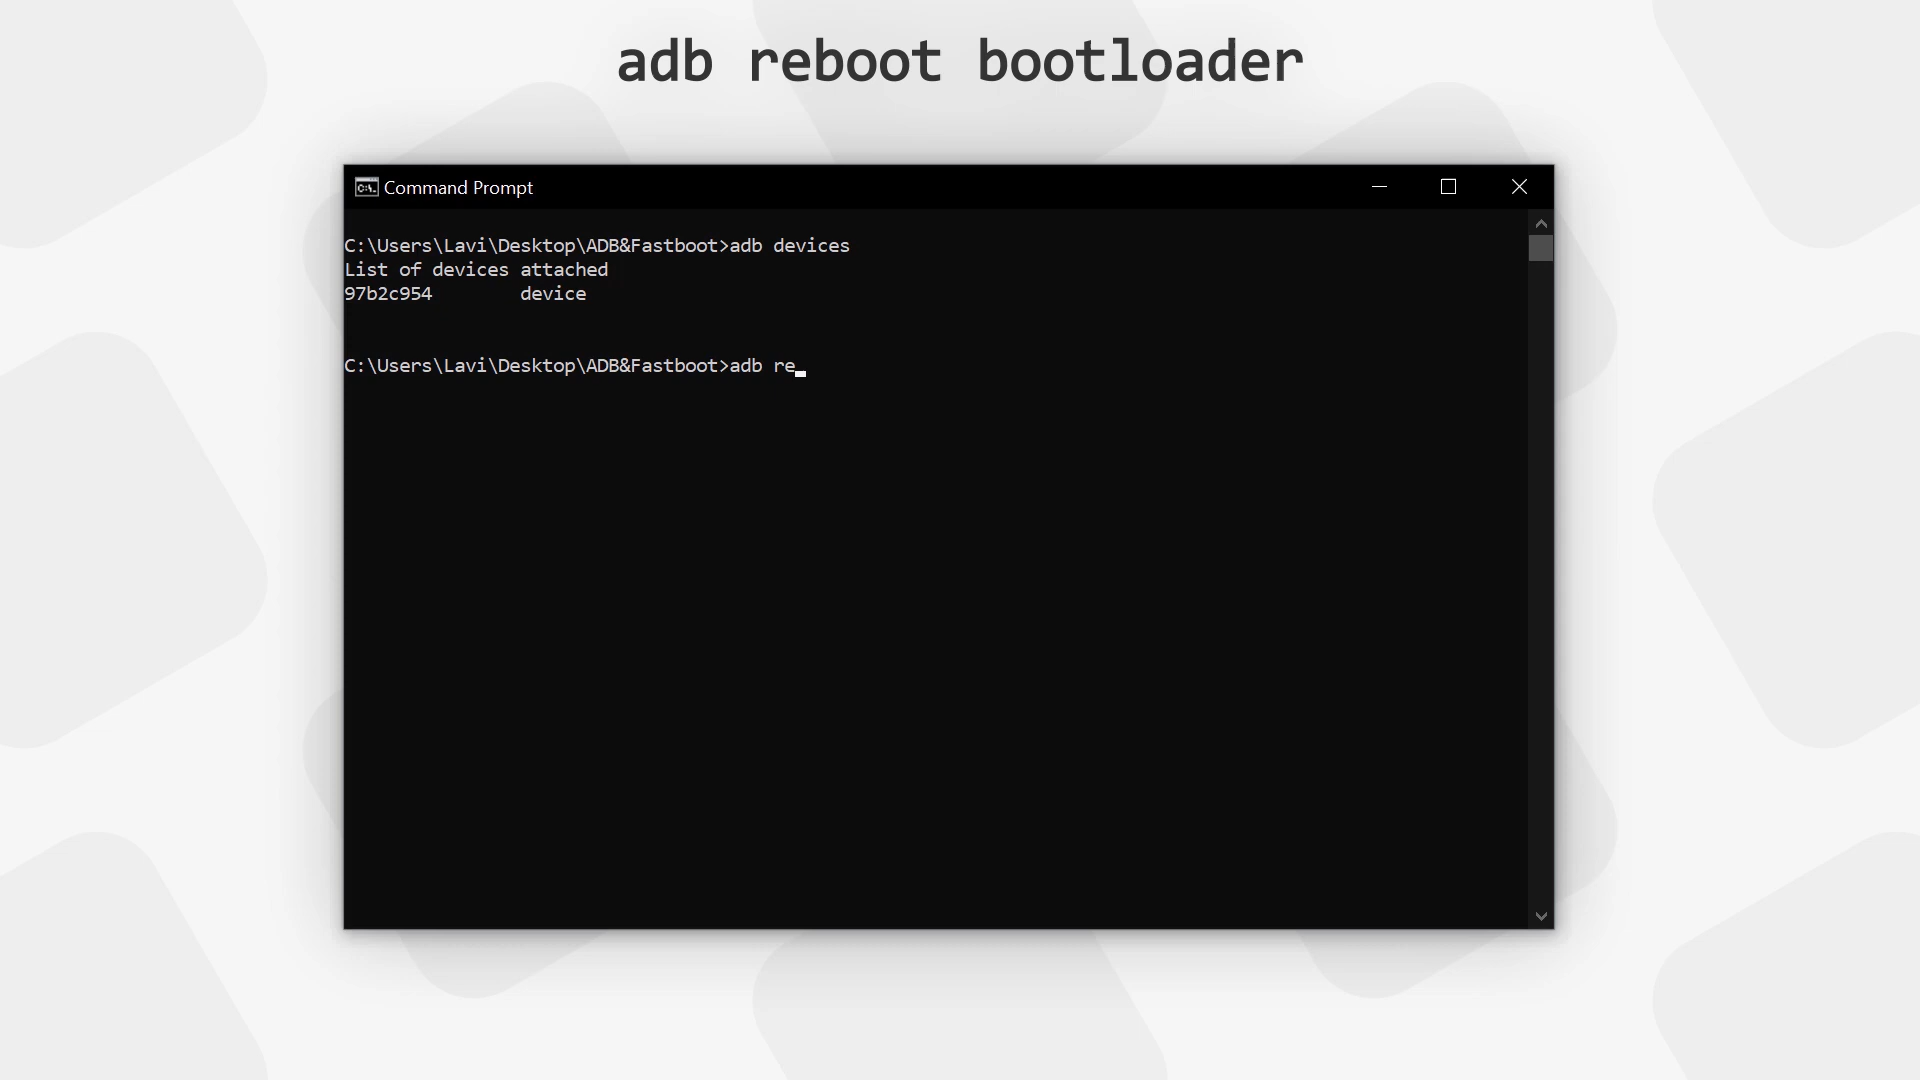 adb reboot bootloader
Command Prompt
C:\Users\Lavi\Desktop\ADB&Fastboot>adb devices
List of devices attached
97b2c954        device
C:\Users\Lavi\Desktop\ADB&Fastboot>adb re